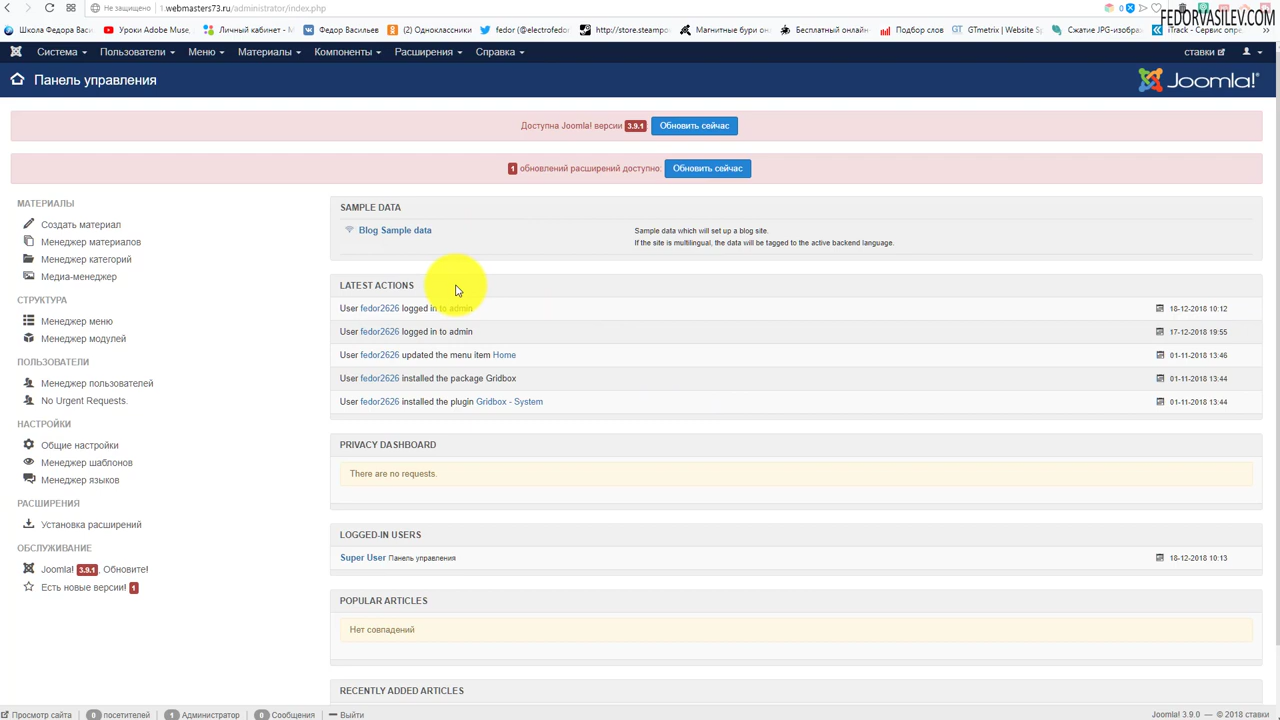 Не защищено
1.webmasters73.ru/administrator/index.php
0
FEDORVASILEV.COM
Школа Федора Васи
Уроки Adobe Muse,
Личный кабинет -
Федор Васильев
(2) Одноклассники
fedor (@electrofedor
http://store.steampo
Магнитные бури он
Бесплатный онлайн
Подбор слов
GTmetrix | Website S
Сжатие JPG-изображ
iTrack - Сервис опре
Система
Пользователи
Меню
Материалы
Компоненты
Расширения
Справка
ставки
Панель управления
Joomla!
Доступна Joomla! версии 3.9.1 Обновить сейчас
1 обновлений расширений доступно: Обновить сейчас
МАТЕРИАЛЫ
Создать материал
Менеджер материалов
Менеджер категорий
Медиа-менеджер
СТРУКТУРА
Менеджер меню
Менеджер модулей
ПОЛЬЗОВАТЕЛИ
Менеджер пользователей
No Urgent Requests.
НАСТРОЙКИ
Общие настройки
Менеджер шаблонов
Менеджер языков
РАСШИРЕНИЯ
Установка расширений
ОБСЛУЖИВАНИЕ
Joomla! 3.9.1, Обновите!
Есть новые версии! 1
SAMPLE DATA
Blog Sample data
Sample data which will set up a blog site.
If the site is multilingual, the data will be tagged to the active backend language.
LATEST ACTIONS
User fedor2626 logged in to admin 18-12-2018 10:12
User fedor2626 logged in to admin 17-12-2018 19:55
User fedor2626 updated the menu item Home 01-11-2018 13:46
User fedor2626 installed the package Gridbox 01-11-2018 13:44
User fedor2626 installed the plugin Gridbox - System 01-11-2018 13:44
PRIVACY DASHBOARD
There are no requests.
LOGGED-IN USERS
Super User Панель управления 18-12-2018 10:13
POPULAR ARTICLES
Нет совпадений
RECENTLY ADDED ARTICLES
Просмотр сайта
0 посетителей
1 Администратор
0 Сообщения
Выйти
Joomla! 3.9.0 — © 2018 ставки